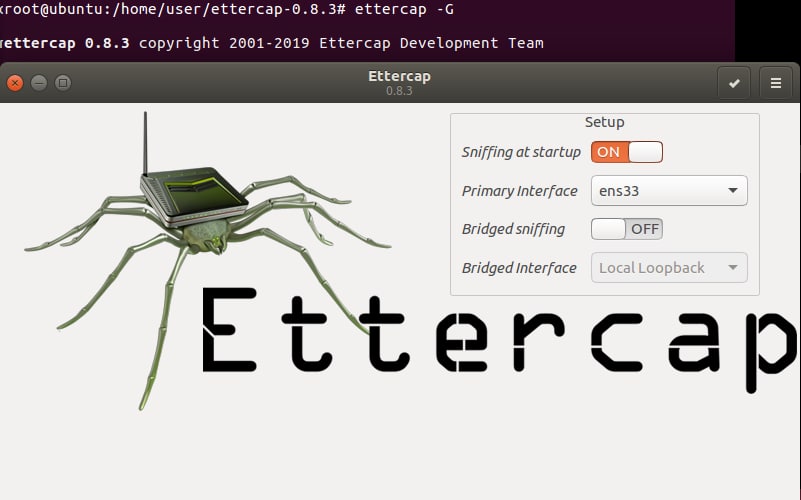 xroot@ubuntu:/home/user/ettercap-0.8.3# ettercap -G
ettercap 0.8.3 copyright 2001-2019 Ettercap Development Team
Ettercap
0.8.3
Setup
Sniffing at startup ON
Primary Interface ens33
Bridged sniffing OFF
Bridged Interface Local Loopback
Ettercap